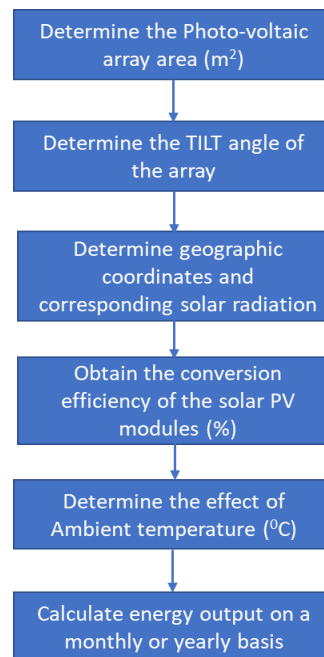 Determine the Photo-voltaic
array area (m²)
Determine the TILT angle of
the array
Determine geographic
coordinates and
corresponding solar radiation
Obtain the conversion
efficiency of the solar PV
modules (%)
Determine the effect of
Ambient temperature (⁰C)
Calculate energy output on a
monthly or yearly basis